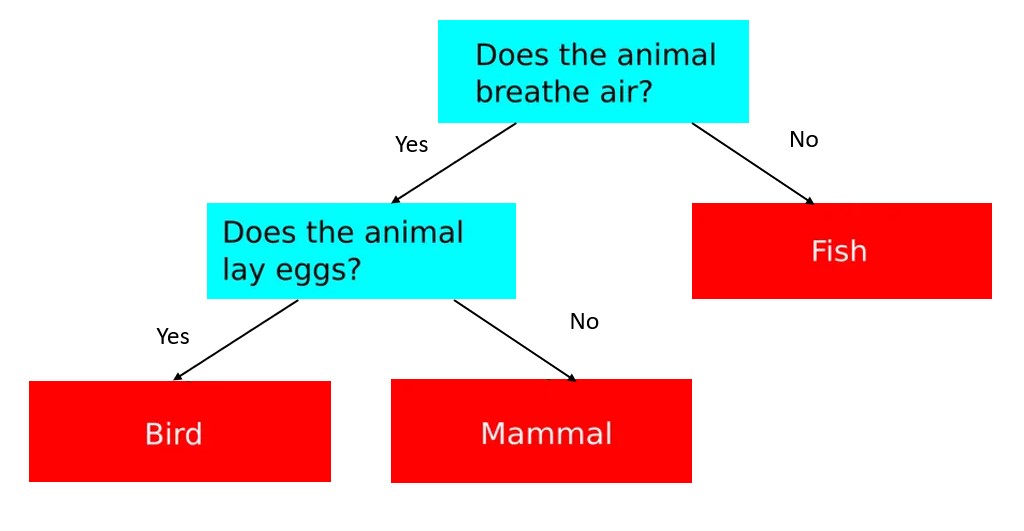 Does the animal
breathe air?
Yes
No
Does the animal
lay eggs?
Fish
Yes
No
Bird
Mammal